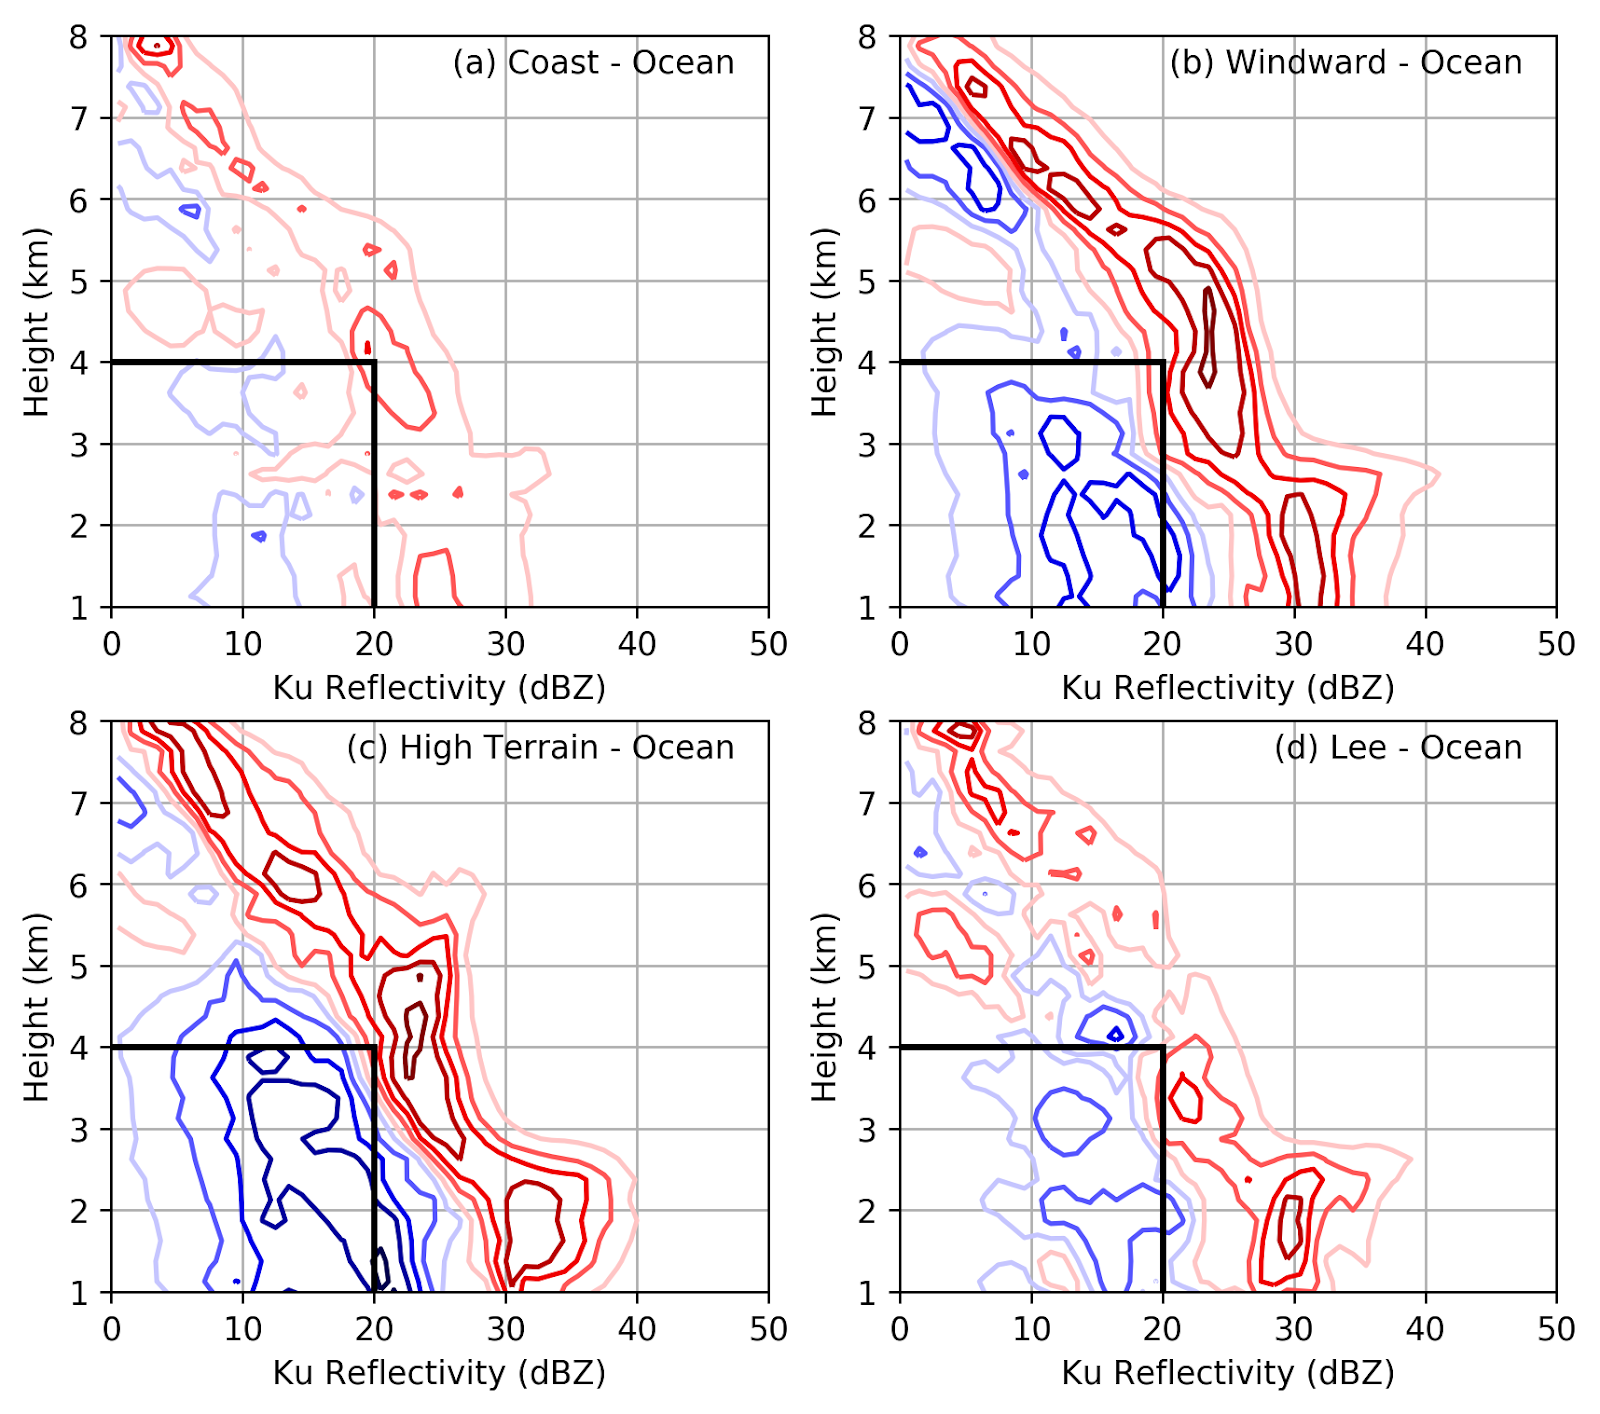 (a) Coast - Ocean
8
7
6
5
4
3
2
1
Height (km)
0 10 20 30 40 50
Ku Reflectivity (dBZ)
(b) Windward - Ocean
8
7
6
5
4
3
2
1
Height (km)
0 10 20 30 40 50
Ku Reflectivity (dBZ)
(c) High Terrain - Ocean
8
7
6
5
4
3
2
1
Height (km)
0 10 20 30 40 50
Ku Reflectivity (dBZ)
(d) Lee - Ocean
8
7
6
5
4
3
2
1
Height (km)
0 10 20 30 40 50
Ku Reflectivity (dBZ)